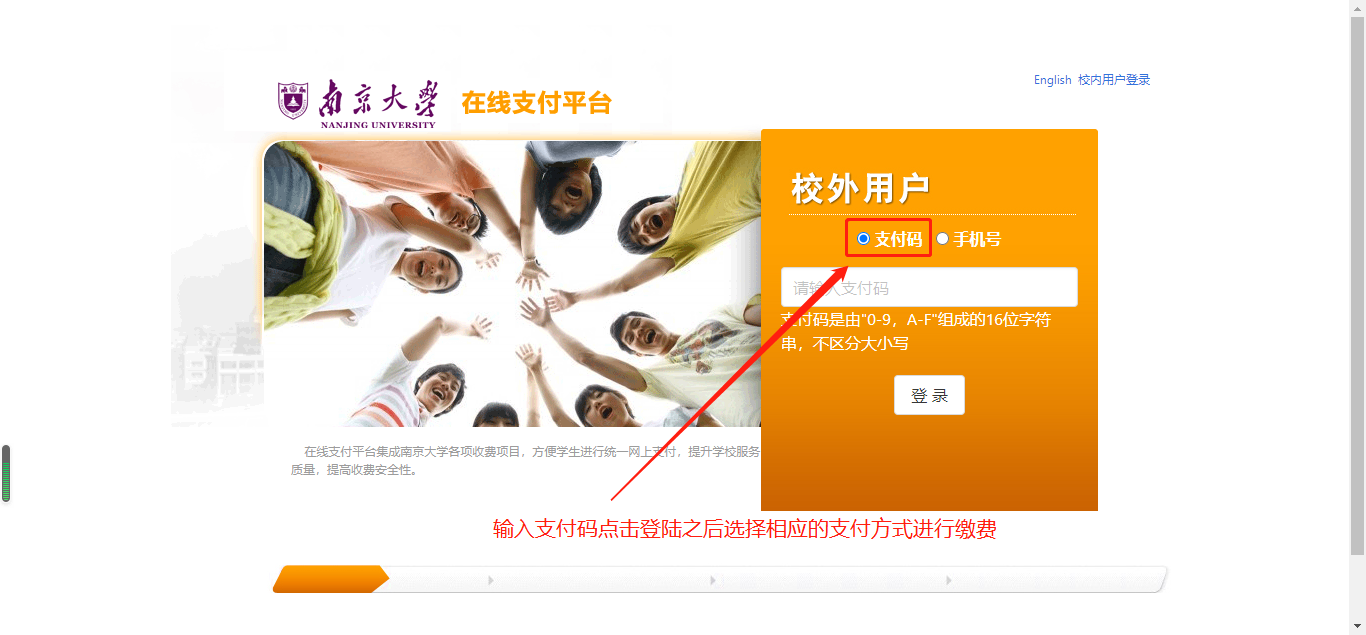 English 校内用户登录
南京大学
NANJING UNIVERSITY
在线支付平台
校外用户
支付码 手机号
请输入支付码
支付码是由"0-9，A-F"组成的16位字符
串，不区分大小写
登 录
在线支付平台集成南京大学各项收费项目，方便学生进行统一网上支付，提升学校服务
质量，提高收费安全性。
输入支付码点击登陆之后选择相应的支付方式进行缴费